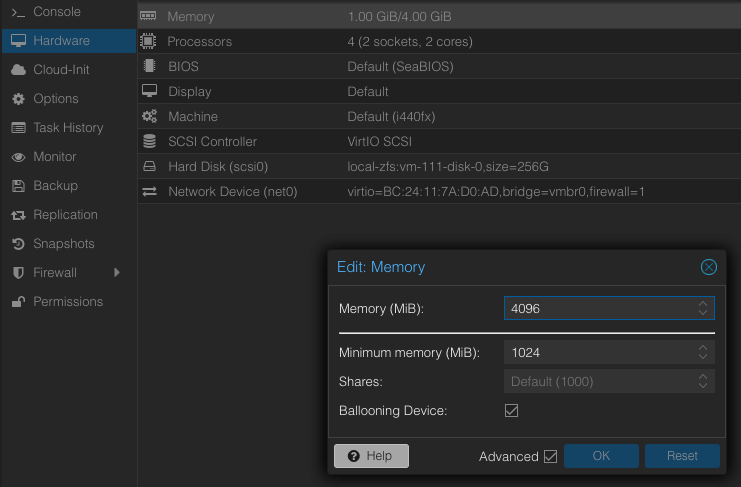 Console
Hardware
Cloud-Init
Options
Task History
Monitor
Backup
Replication
Snapshots
Firewall
Permissions
Memory 1.00 GiB/4.00 GiB
Processors 4 (2 sockets, 2 cores)
BIOS Default (SeaBIOS)
Display Default
Machine Default (i440fx)
SCSI Controller VirtIO SCSI
Hard Disk (scsi0) local-zfs:vm-111-disk-0,size=256G
Network Device (net0) virtio=BC:24:11:7A:D0:AD,bridge=vmbr0,firewall=1
Edit: Memory
Memory (MiB): 4096
Minimum memory (MiB): 1024
Shares: Default (1000)
Ballooning Device:
Help Advanced OK Reset